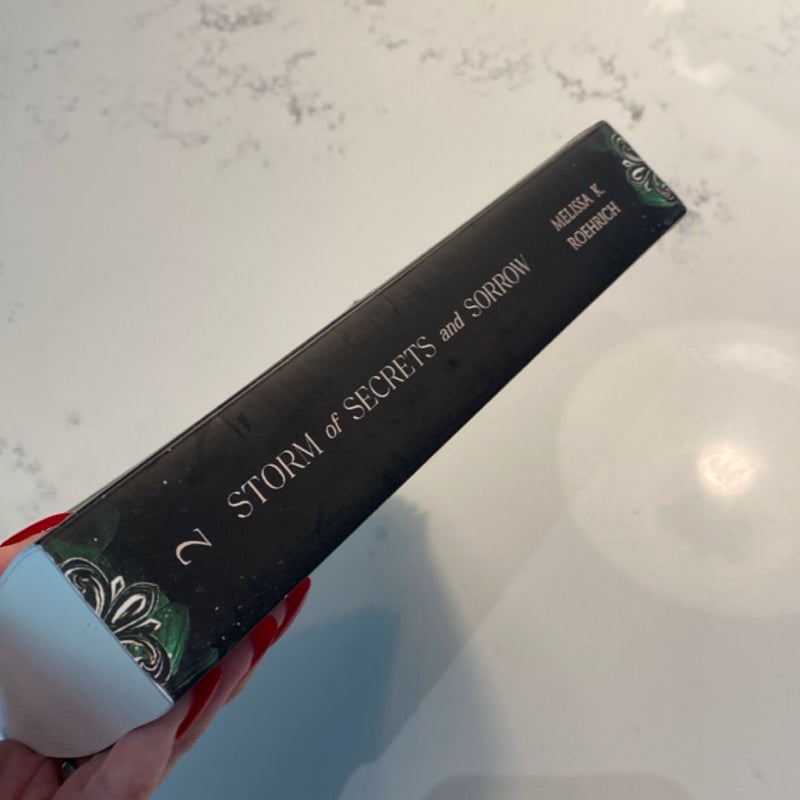 2
STORM of SECRETS and SORROW
MELISSA K.
ROEHRICH